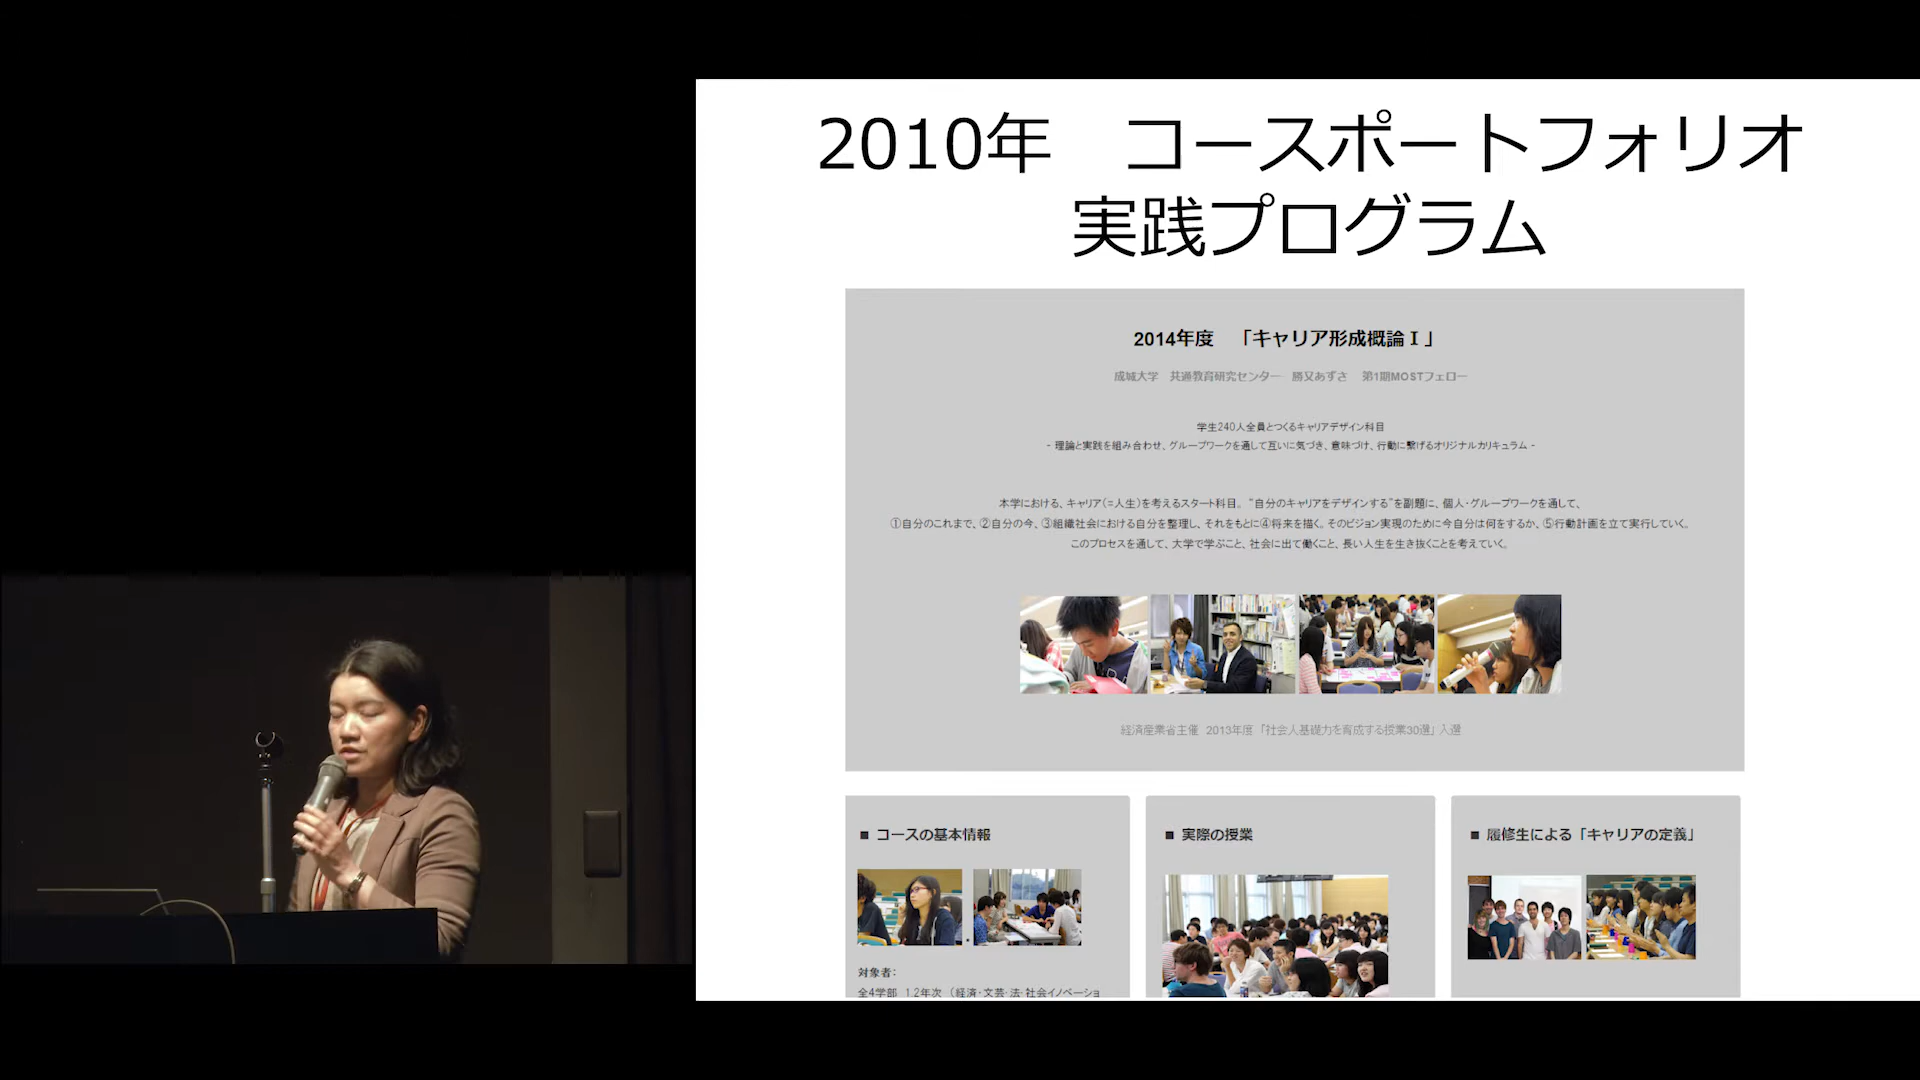 2010年　コースポートフォリオ
実践プログラム
2014年度　「キャリア形成概論Ⅰ」
成城大学　共通教育研究センター　勝又あずさ　第1期MOSTフェロー
学生240人全員とつくるキャリアデザイン科目
- 理論と実践を組み合わせ、グループワークを通して互いに気づき、意味づけ、行動に繋げるオリジナルカリキュラム -
本学における、キャリア(=人生)を考えるスタート科目。“自分のキャリアをデザインする”を副題に、個人・グループワークを通して、
①自分のこれまで、②自分の今、③組織社会における自分を整理し、それをもとに④将来を描く。そのビジョン実現のために今自分は何をするか、⑤行動計画を立て実行していく。
このプロセスを通して、大学で学ぶこと、社会に出て働くこと、長い人生を生き抜くことを考えていく。
経済産業省主催　2013年度「社会人基礎力を育成する授業30選」入選
■ コースの基本情報
対象者：
全4学部　1.2年次　（経済・文芸・法・社会イノベーショ
■ 実際の授業
■ 履修生による「キャリアの定義」